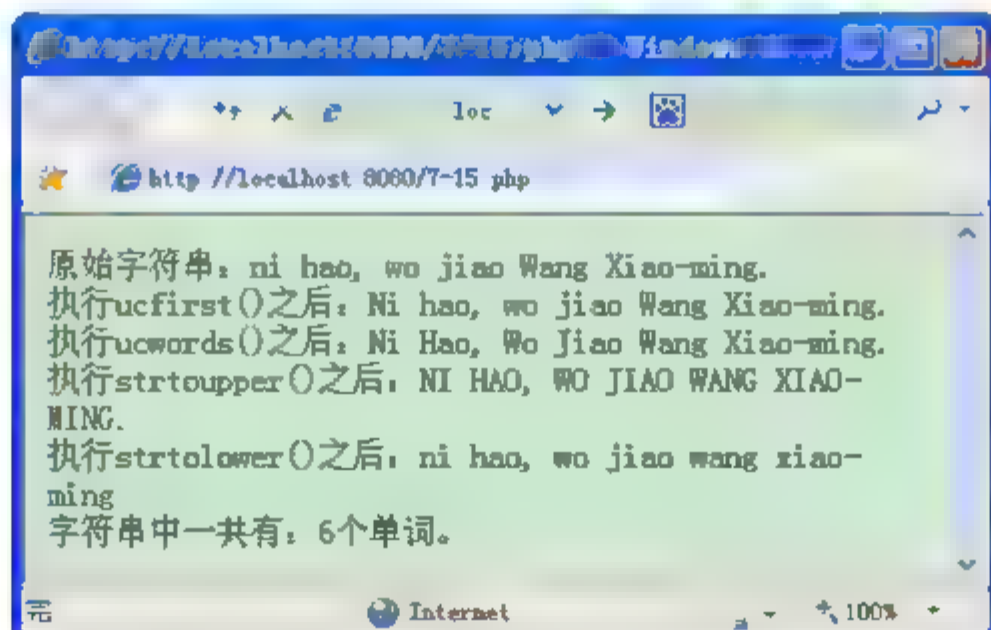 loc
http //localhost 8080/7-15 php
原始字符串：ni hao, wo jiao Wang Xiao-ming.
执行ucfirst()之后：Ni hao, wo jiao Wang Xiao-ming.
执行ucwords()之后：Ni Hao, Wo Jiao Wang Xiao-ming.
执行strtoupper()之后：NI HAO, WO JIAO WANG XIAO-
MING.
执行strtolower()之后：ni hao, wo jiao wang xiao-
ming
字符串中一共有：6个单词。
Internet
100%